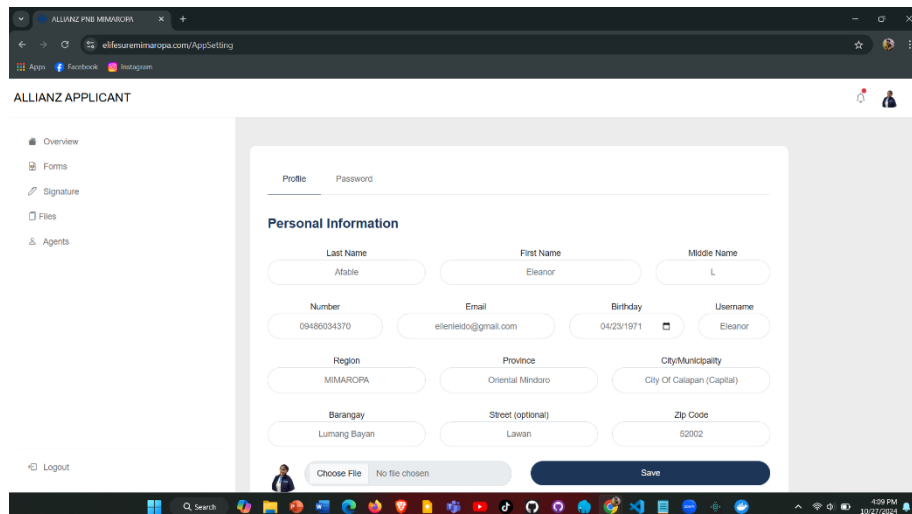 ALLIANZ PNB MIMAROPA
elifesuremimaropa.com/AppSetting
Apps Facebook Instagram
ALLIANZ APPLICANT
Overview
Forms
Signature
Files
Agents
Logout
Profile Password
Personal Information
Last Name First Name Middle Name
Afable Eleanor L
Number Email Birthday Username
09486034370 ellenleido@gmail.com 04/23/1971 Eleanor
Region Province City/Municipality
MIMAROPA Oriental Mindoro City Of Calapan (Capital)
Barangay Street (optional) Zip Code
Lumang Bayan Lawan 52002
Choose File No file chosen Save
Search
4:09 PM
10/27/2024